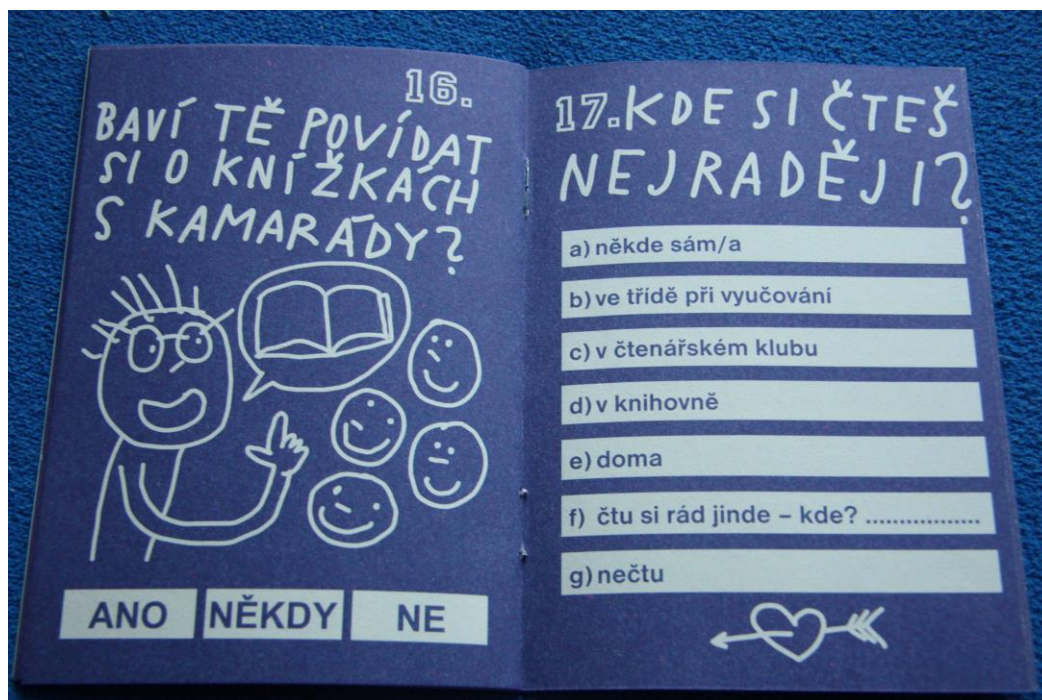 16.
BAVÍ TĚ POVÍDAT
SI O KNÍŽKÁCH
S KAMARÁDY?
ANO NĚKDY NE
17. KDE SI ČTEŠ
NEJRADĚJI?
a) někde sám/a
b) ve třídě při vyučování
c) v čtenářském klubu
d) v knihovně
e) doma
f) čtu si rád jinde – kde? .................
g) nečtu